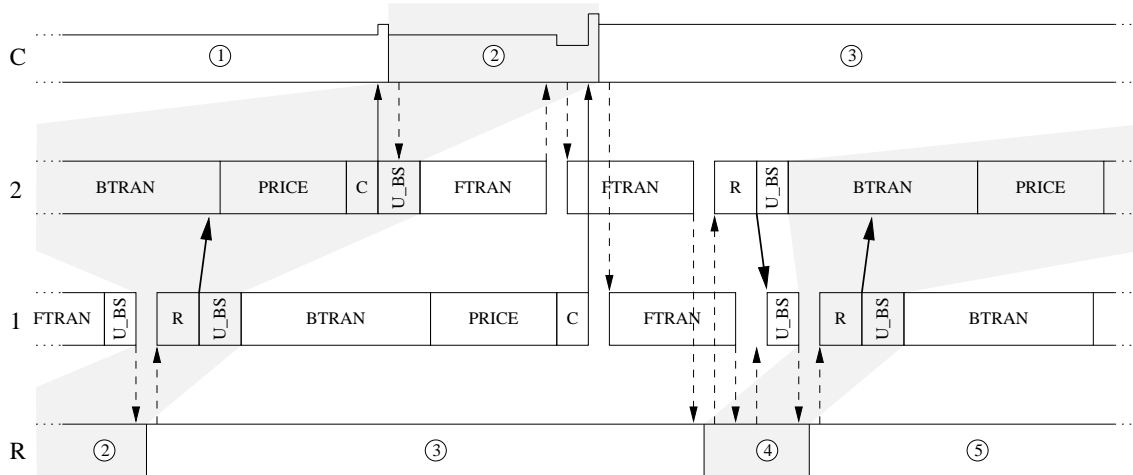 C ① ② ③
2 BTRAN PRICE C U_BS FTRAN FTRAN R U_BS BTRAN PRICE
1 FTRAN U_BS R U_BS BTRAN PRICE C FTRAN U_BS R U_BS BTRAN
R ② ③ ④ ⑤